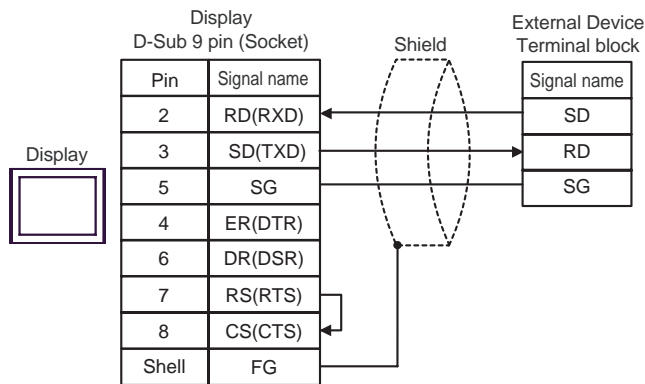 Display
D-Sub 9 pin (Socket)
Shield
External Device
Terminal block
Pin Signal name
Signal name
2 RD(RXD)
SD
Display
3 SD(TXD)
RD
5 SG
SG
4 ER(DTR)
6 DR(DSR)
7 RS(RTS)
8 CS(CTS)
Shell FG